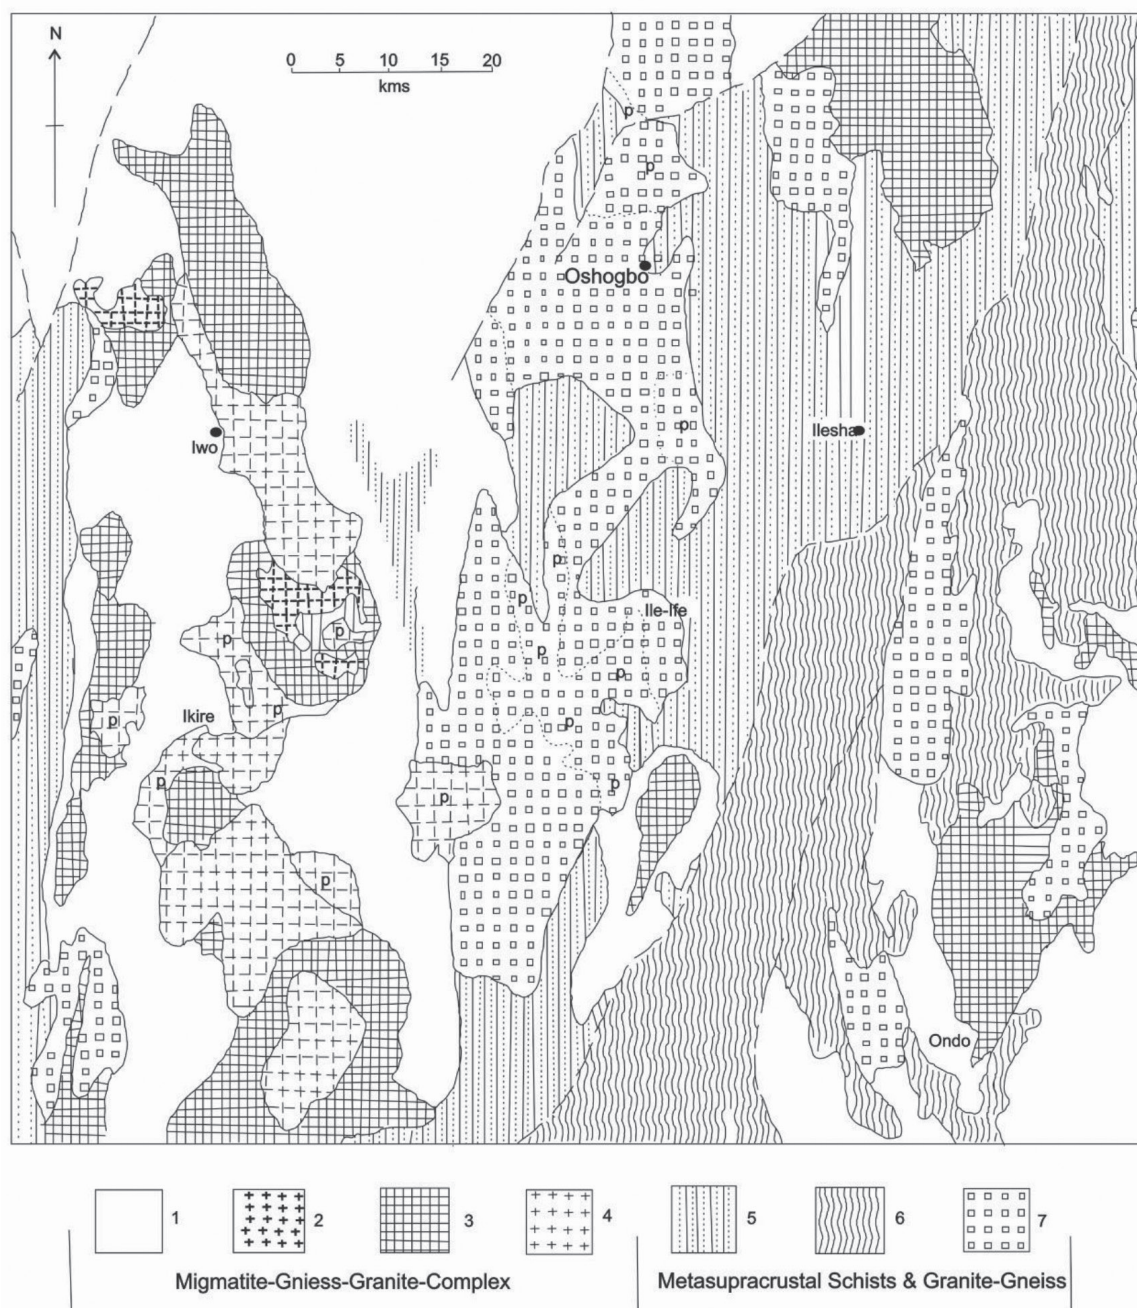 N
0 5 10 15 20
kms
p
p
Oshogbo
p
Iwo
Ilesha
p
p
Ile-Ife
p
p
p
p
p
Ikire
p
p
p
p
p
p
p
Ondo
1 2 3 4 5 6 7
Migmatite-Gniess-Granite-Complex
Metasupracrustal Schists & Granite-Gneiss